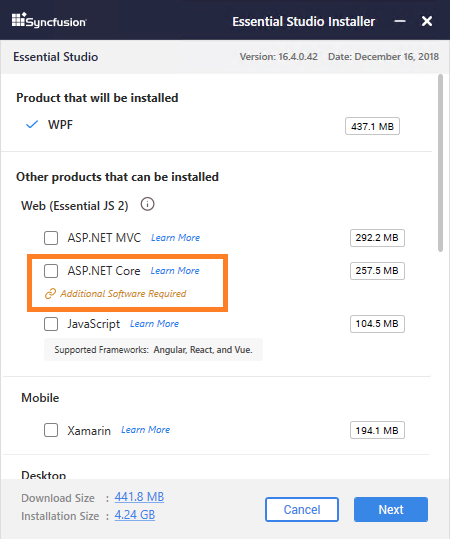 Syncfusion Essential Studio Installer
Essential Studio Version: 16.4.0.42 Date: December 16, 2018
Product that will be installed
WPF 437.1 MB
Other products that can be installed
Web (Essential JS 2)
ASP.NET MVC Learn More 292.2 MB
ASP.NET Core Learn More 257.5 MB
Additional Software Required
JavaScript Learn More 104.5 MB
Supported Frameworks: Angular, React, and Vue.
Mobile
Xamarin Learn More 194.1 MB
Desktop
Download Size : 441.8 MB
Installation Size : 4.24 GB
Cancel Next